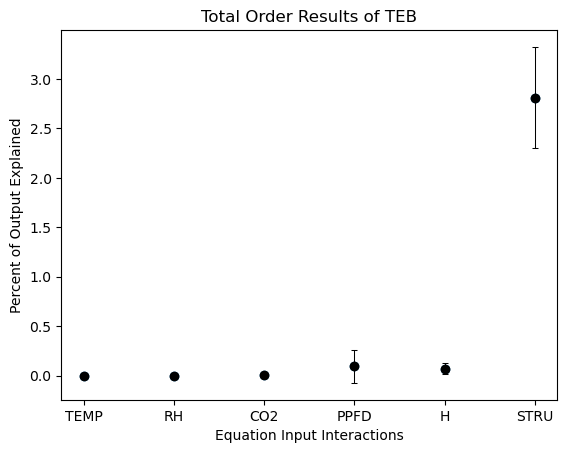 Total Order Results of TEB
Percent of Output Explained
3.0
2.5
2.0
1.5
1.0
0.5
0.0
TEMP RH CO2 PPFD H STRU
Equation Input Interactions